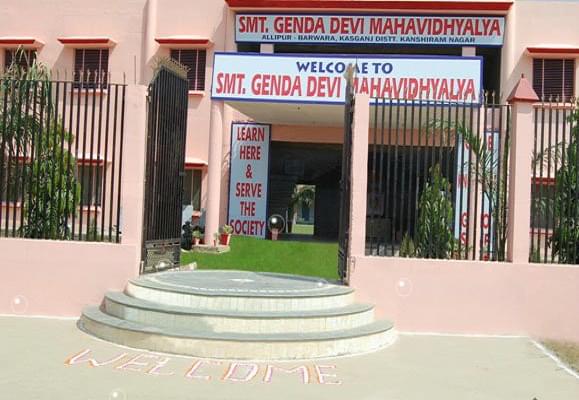 SMT. GENDA DEVI MAHAVIDHYALYA
ALLIPUR - BARWARA, KASGANJ DISTT. KANSHIRAM NAGAR
WELCOME TO
SMT. GENDA DEVI MAHAVIDHYALYA
LEARN
HERE
&
SERVE
THE
SOCIETY
WELCOME